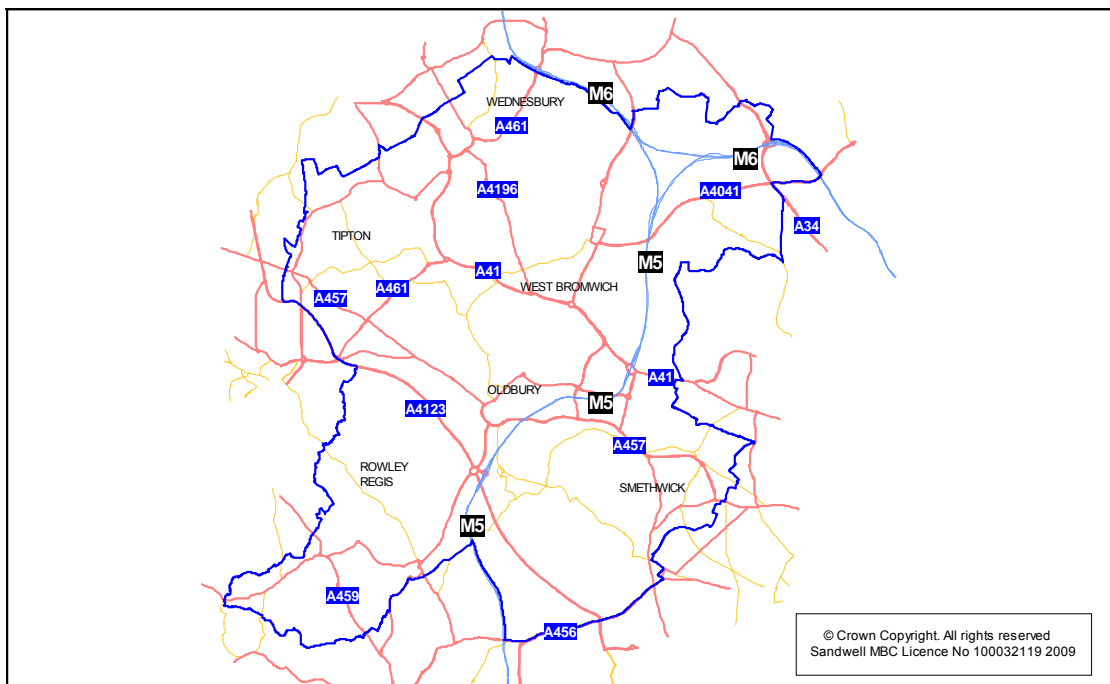 M6
WEDNESBURY
A461
M6
A4196
A4041
A34
TIPTON
M5
A41
WEST BROMWICH
A461
A457
A41
OLDBURY
M5
A4123
A457
ROWLEY
REGIS
SMETHWICK
M5
A459
A456
© Crown Copyright. All rights reserved
Sandwell MBC Licence No 100032119 2009